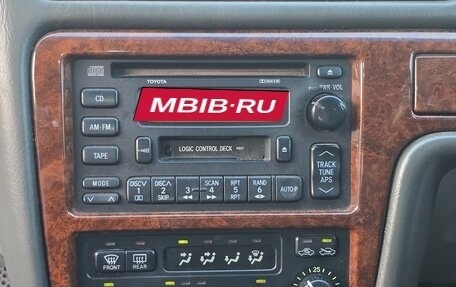 TOYOTA
PWR VOL
CD
MBIB·RU
AM·FM
LOGIC CONTROL DECK
TAPE
TRACK
TUNE
APS
MODE
DISC∨
1
DISC∧
2
SKIP
3
SCAN
4
RPT
5
RPT
RAND
6
AUTO·P
FRONT
REAR
25